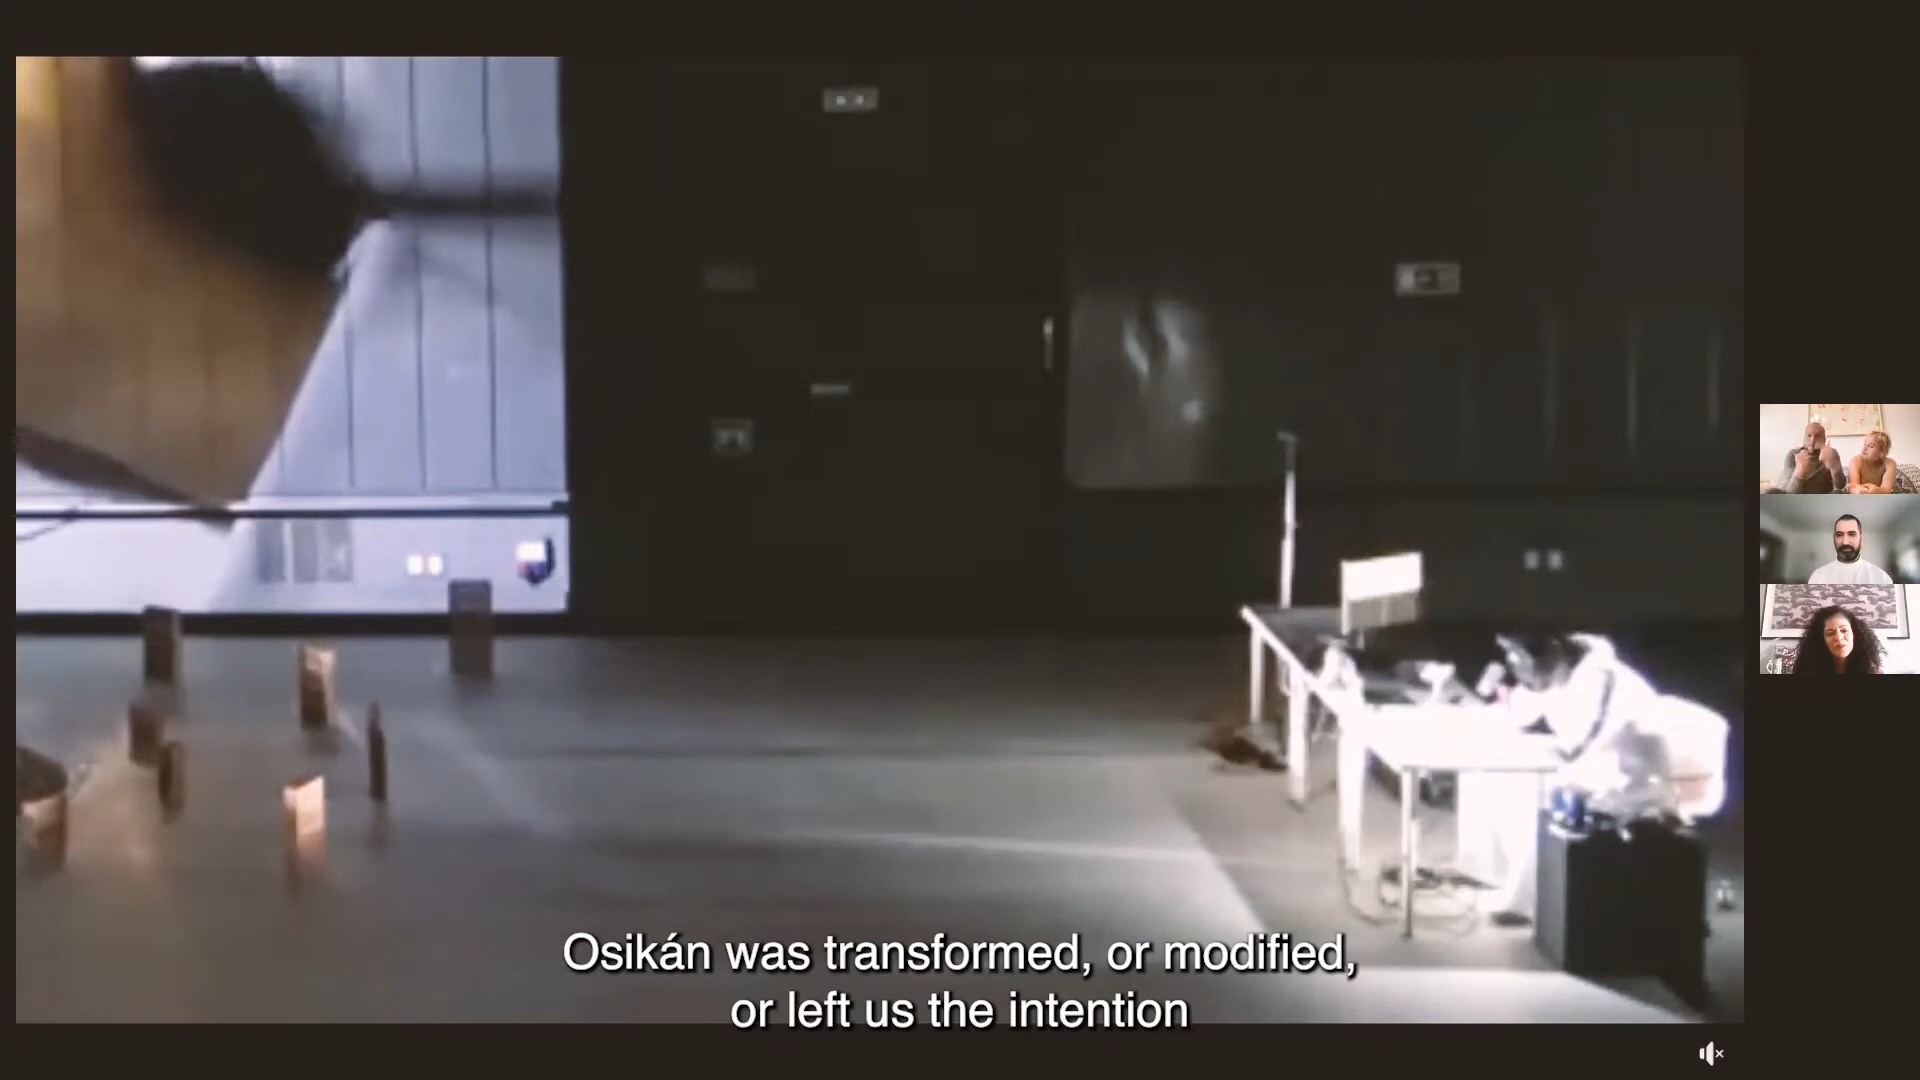 Osikán was transformed, or modified,
or left us the intention